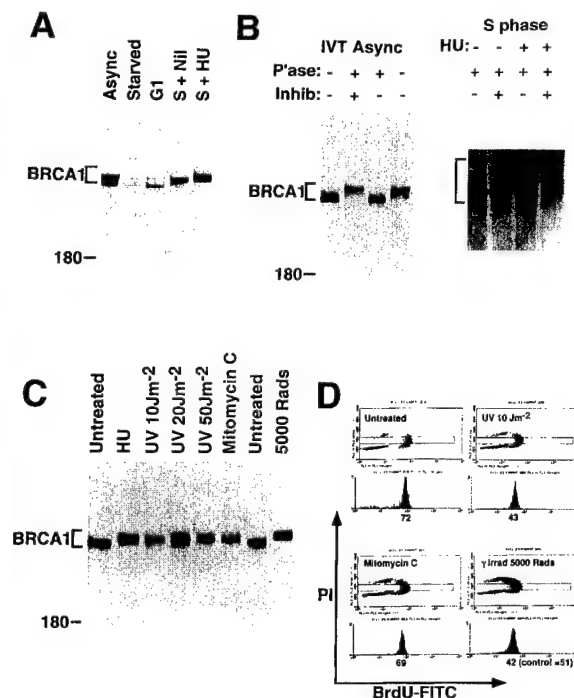 A
Async
Starved
G1
S + Nil
S + HU
BRCA1
180
B
IVT Async
P'ase: - + + -
Inhib: - + - -
BRCA1
180
S phase
HU: - - + +
+ + + +
- + - +
C
Untreated
HU
UV 10Jm-2
UV 20Jm-2
UV 50Jm-2
Mitomycin C
Untreated
5000 Rads
BRCA1
180
D
Untreated
UV 10 Jm-2
72
43
Mitomycin C
γ irrad 5000 Rads
69
42 (control =51)
PI
BrdU-FITC